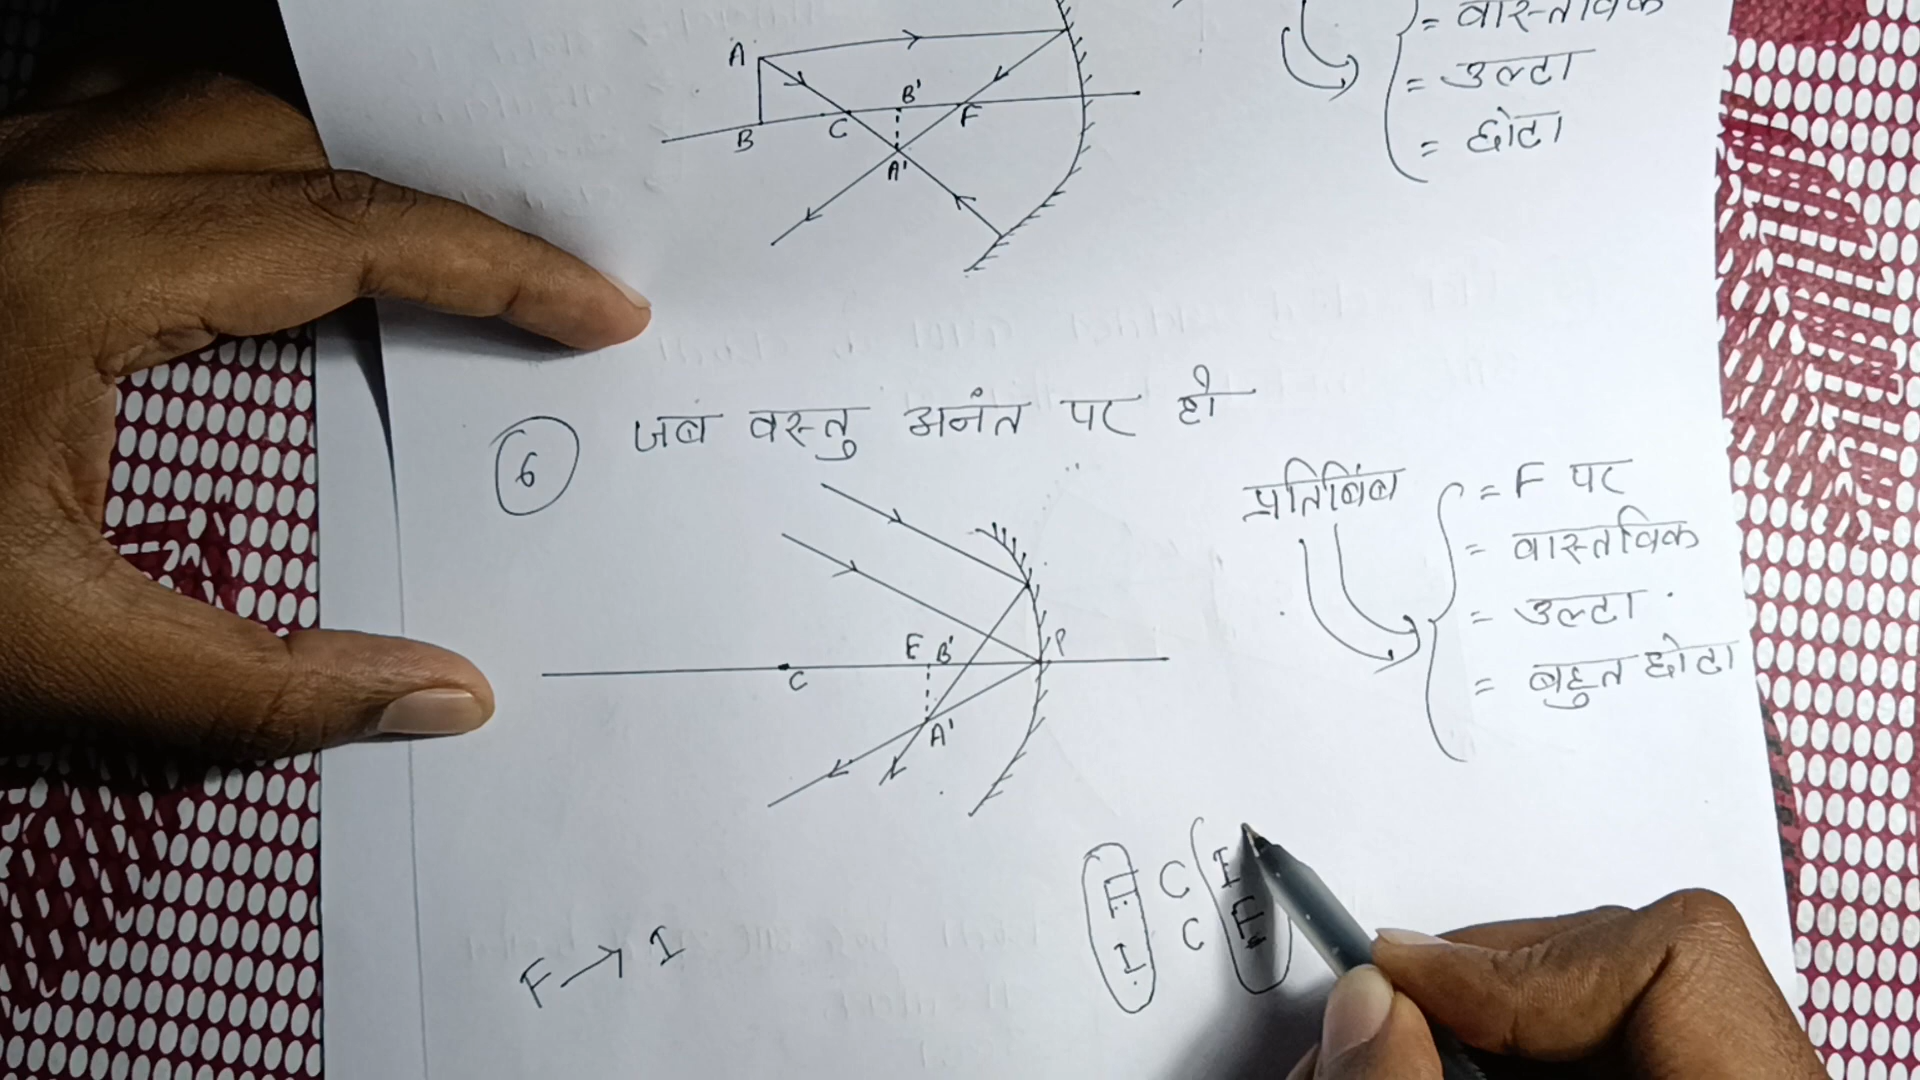 = वास्तविक
= उल्टा
= छोटा
A
B C B' F
A'
6 जब वस्तु अनंत पर हो
प्रतिबिंब = F पर
= वास्तविक
= उल्टा
= बहुत छोटा
C F B' P
A'
F C I
I C F
F → I